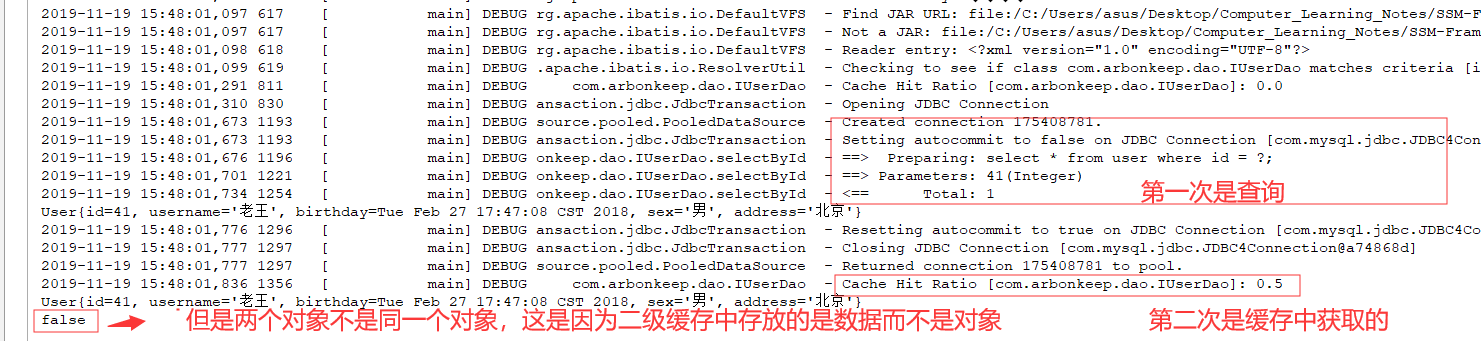 2019-11-19 15:48:01,097 617    [           main] DEBUG rg.apache.ibatis.io.DefaultVFS  - Find JAR URL: file:/C:/Users/asus/Desktop/Computer_Learning_Notes/SSM-F
2019-11-19 15:48:01,097 617    [           main] DEBUG rg.apache.ibatis.io.DefaultVFS  - Not a JAR: file:/C:/Users/asus/Desktop/Computer_Learning_Notes/SSM-Fram
2019-11-19 15:48:01,098 618    [           main] DEBUG rg.apache.ibatis.io.DefaultVFS  - Reader entry: <?xml version="1.0" encoding="UTF-8"?>
2019-11-19 15:48:01,099 619    [           main] DEBUG .apache.ibatis.io.ResolverUtil  - Checking to see if class com.arbonkeep.dao.IUserDao matches criteria [i
2019-11-19 15:48:01,291 811    [           main] DEBUG     com.arbonkeep.dao.IUserDao  - Cache Hit Ratio [com.arbonkeep.dao.IUserDao]: 0.0
2019-11-19 15:48:01,310 830    [           main] DEBUG ansaction.jdbc.JdbcTransaction  - Opening JDBC Connection
2019-11-19 15:48:01,673 1193   [           main] DEBUG source.pooled.PooledDataSource  - Created connection 175408781.
2019-11-19 15:48:01,673 1193   [           main] DEBUG ansaction.jdbc.JdbcTransaction  - Setting autocommit to false on JDBC Connection [com.mysql.jdbc.JDBC4Con
2019-11-19 15:48:01,676 1196   [           main] DEBUG onkeep.dao.IUserDao.selectById  - ==>  Preparing: select * from user where id = ?;
2019-11-19 15:48:01,701 1221   [           main] DEBUG onkeep.dao.IUserDao.selectById  - ==> Parameters: 41(Integer)
2019-11-19 15:48:01,734 1254   [           main] DEBUG onkeep.dao.IUserDao.selectById  - <==      Total: 1
第一次是查询
User{id=41, username='老王', birthday=Tue Feb 27 17:47:08 CST 2018, sex='男', address='北京'}
2019-11-19 15:48:01,776 1296   [           main] DEBUG ansaction.jdbc.JdbcTransaction  - Resetting autocommit to true on JDBC Connection [com.mysql.jdbc.JDBC4Co
2019-11-19 15:48:01,777 1297   [           main] DEBUG ansaction.jdbc.JdbcTransaction  - Closing JDBC Connection [com.mysql.jdbc.JDBC4Connection@a74868d]
2019-11-19 15:48:01,777 1297   [           main] DEBUG source.pooled.PooledDataSource  - Returned connection 175408781 to pool.
2019-11-19 15:48:01,836 1356   [           main] DEBUG     com.arbonkeep.dao.IUserDao  - Cache Hit Ratio [com.arbonkeep.dao.IUserDao]: 0.5
User{id=41, username='老王', birthday=Tue Feb 27 17:47:08 CST 2018, sex='男', address='北京'}
false
但是两个对象不是同一个对象，这是因为二级缓存中存放的是数据而不是对象
第二次是缓存中获取的